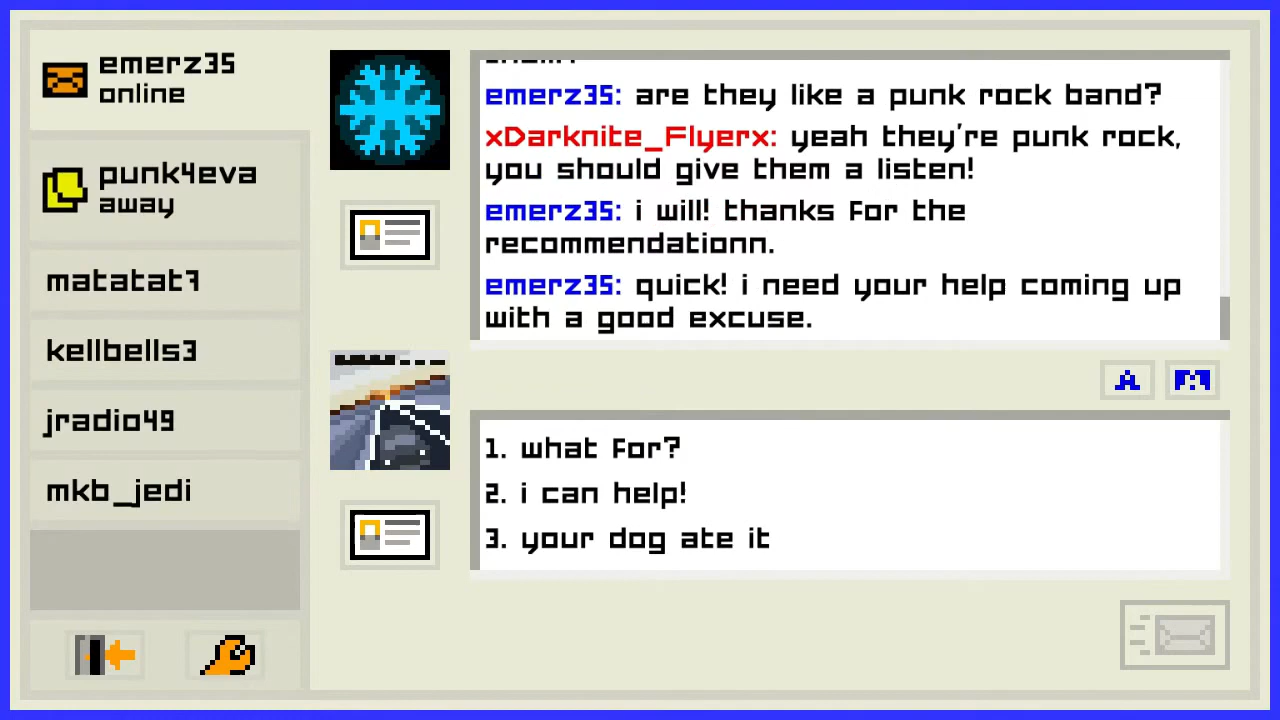 emerz35
online
punk4eva
away
matatat7
kellbells3
jradio49
mkb_jedi
emerz35: are they like a punk rock band?
xDarknite_Flyerx: yeah they're punk rock,
you should give them a listen!
emerz35: i will! thanks for the
recommendationn.
emerz35: quick! i need your help coming up
with a good excuse.
A
1. what for?
2. i can help!
3. your dog ate it